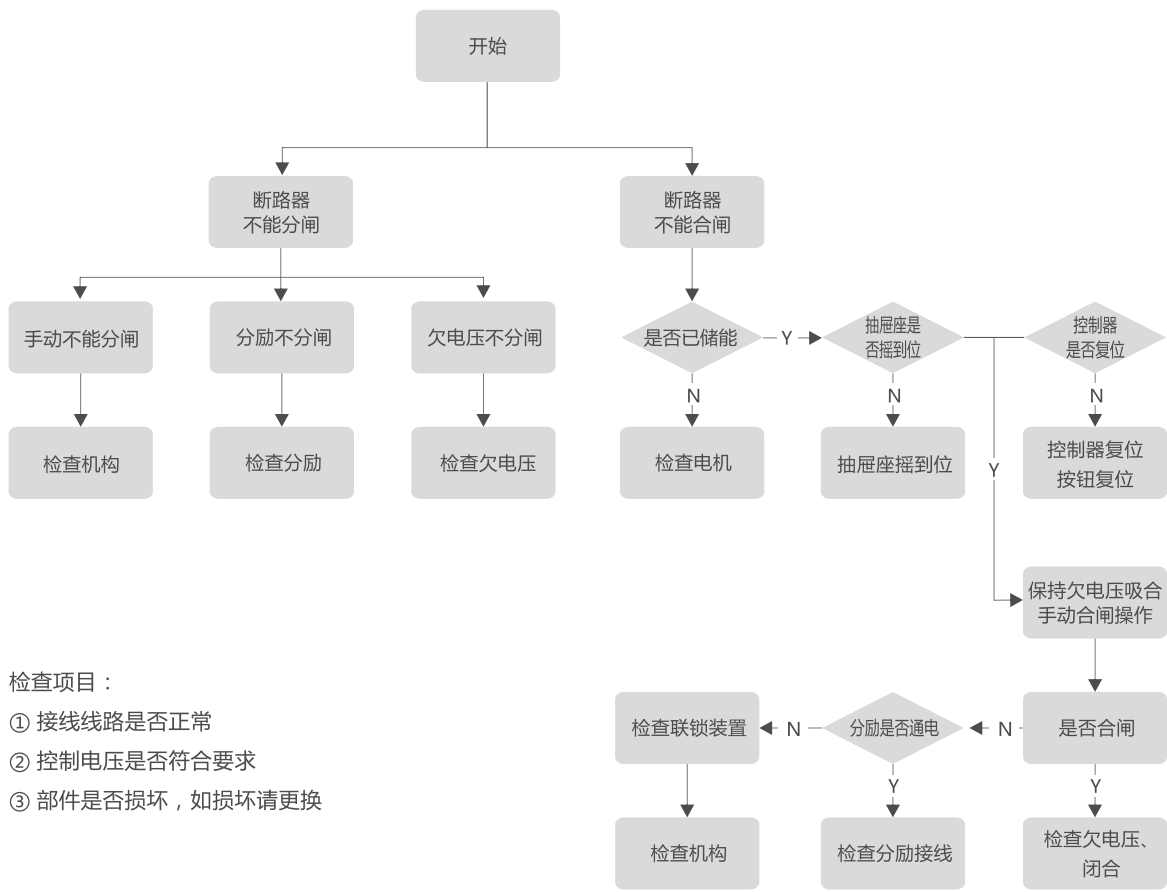 开始
断路器
不能分闸
断路器
不能合闸
手动不能分闸
分励不分闸
欠电压不分闸
是否已储能
Y
抽屉座是
否摇到位
控制器
是否复位
N
N
N
检查机构
检查分励
检查欠电压
检查电机
抽屉座摇到位
Y
控制器复位
按钮复位
保持欠电压吸合
手动合闸操作
检查项目：
① 接线线路是否正常
② 控制电压是否符合要求
③ 部件是否损坏，如损坏请更换
检查联锁装置
N
分励是否通电
N
是否合闸
Y
Y
检查机构
检查分励接线
检查欠电压、
闭合